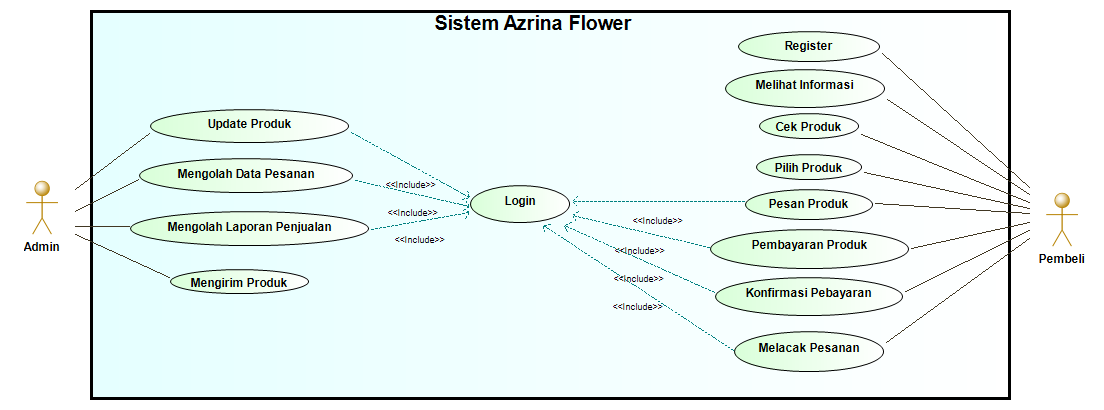 Sistem Azrina Flower
Register
Melihat Informasi
Update Produk
Cek Produk
Mengolah Data Pesanan
Pilih Produk
<<Include>>
Login
Pesan Produk
<<Include>>
<<Include>>
Mengolah Laporan Penjualan
<<Include>>
Admin
Pembayaran Produk
<<Include>>
Pembeli
<<Include>>
Mengirim Produk
Konfirmasi Pebayaran
<<Include>>
Melacak Pesanan